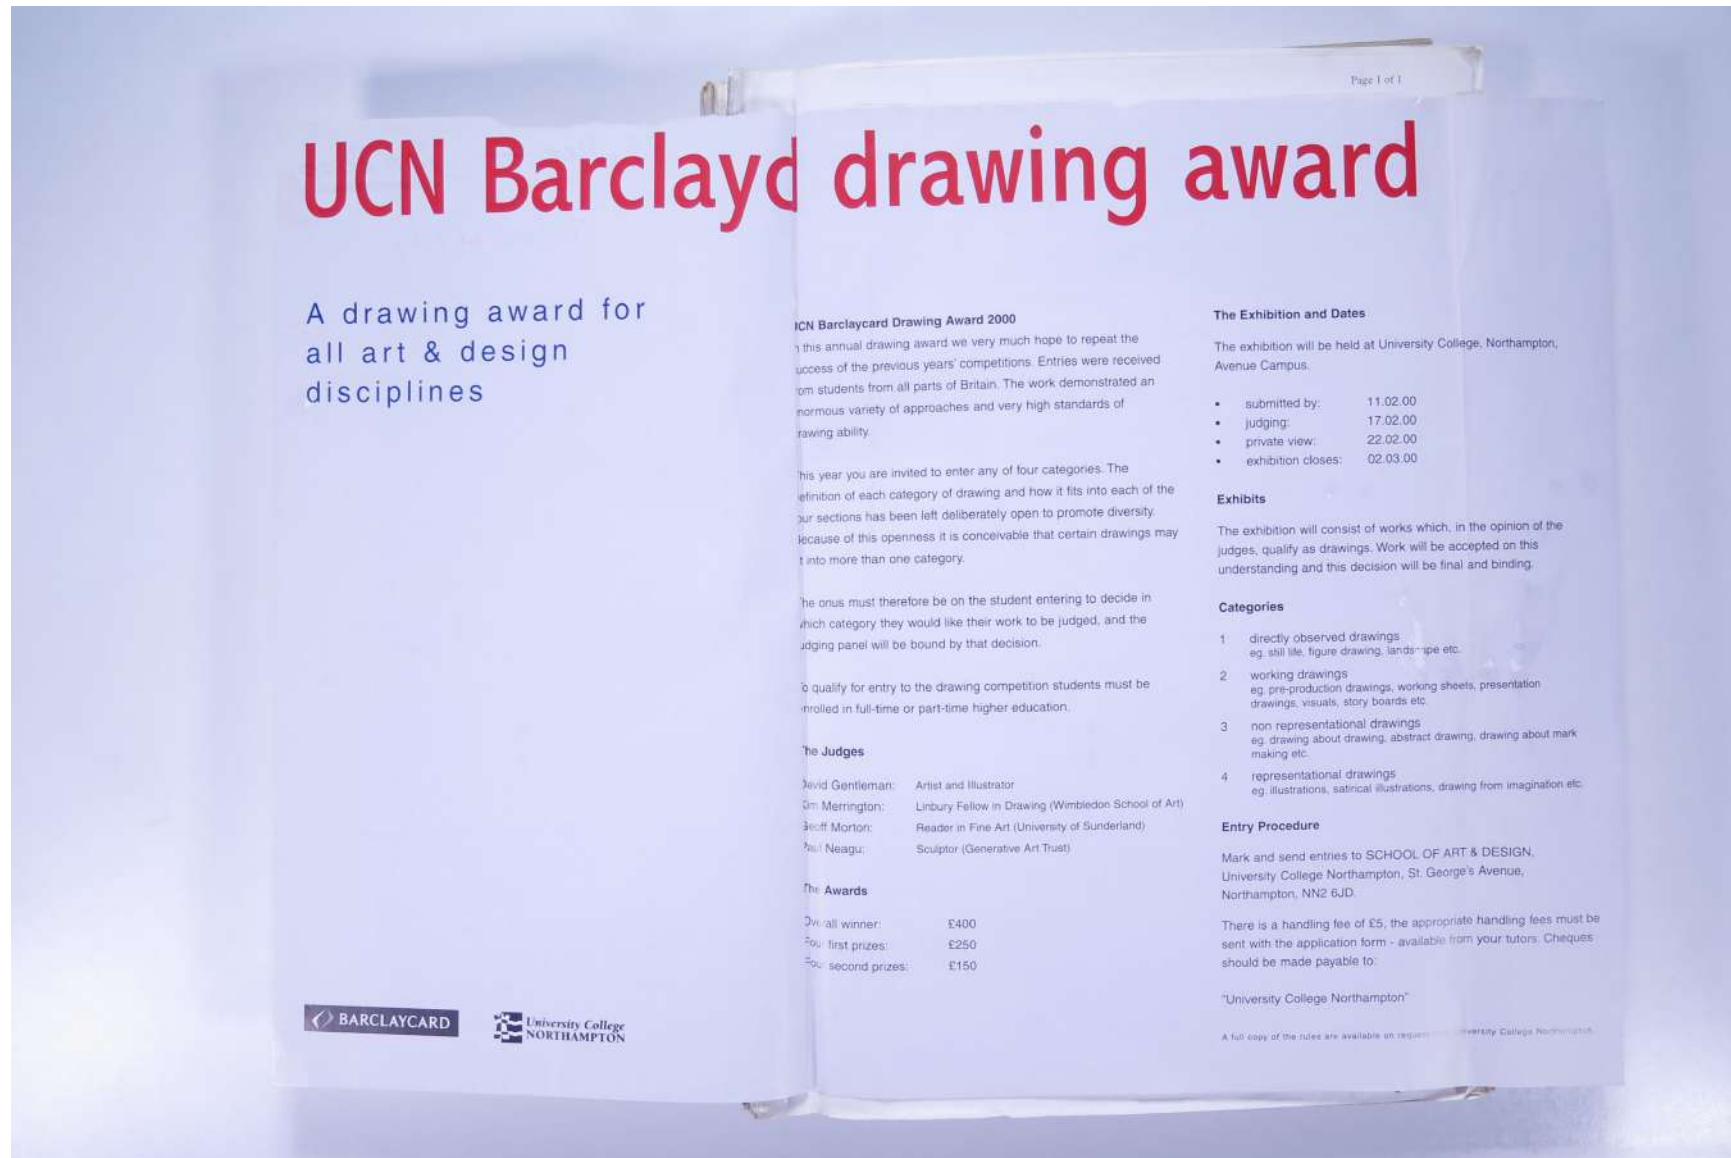 Page 1 of 1
UCN Barclayd drawing award
A drawing award for
all art & design
disciplines
BARCLAYCARD
University College
NORTHAMPTON
CN Barclaycard Drawing Award 2000
this annual drawing award we very much hope to repeat the
uccess of the previous years' competitions. Entries were received
om students from all parts of Britain. The work demonstrated an
normous variety of approaches and very high standards of
rawing ability.
his year you are invited to enter any of four categories. The
efinition of each category of drawing and how it fits into each of the
our sections has been left deliberately open to promote diversity.
ecause of this openness it is conceivable that certain drawings may
t into more than one category.
he onus must therefore be on the student entering to decide in
hich category they would like their work to be judged, and the
udging panel will be bound by that decision.
o qualify for entry to the drawing competition students must be
nrolled in full-time or part-time higher education.
he Judges
David Gentleman: Artist and Illustrator
Merrington: Linbury Fellow in Drawing (Wimbledon School of Art)
Geoff Morton: Reader in Fine Art (University of Sunderland)
Paul Neagu: Sculptor (Generative Art Trust)
The Awards
Overall winner: £400
Four first prizes: £250
Four second prizes: £150
The Exhibition and Dates
The exhibition will be held at University College, Northampton,
Avenue Campus.
• submitted by: 11.02.00
• judging: 17.02.00
• private view: 22.02.00
• exhibition closes: 02.03.00
Exhibits
The exhibition will consist of works which, in the opinion of the
judges, qualify as drawings. Work will be accepted on this
understanding and this decision will be final and binding.
Categories
1 directly observed drawings
eg. still life, figure drawing, landscape etc.
2 working drawings
eg. pre-production drawings, working sheets, presentation
drawings, visuals, story boards etc.
3 non representational drawings
eg. drawing about drawing, abstract drawing, drawing about mark
making etc.
4 representational drawings
eg. illustrations, satirical illustrations, drawing from imagination etc.
Entry Procedure
Mark and send entries to SCHOOL OF ART & DESIGN,
University College Northampton, St. George's Avenue,
Northampton, NN2 6JD.
There is a handling fee of £5, the appropriate handling fees must be
sent with the application form - available from your tutors. Cheques
should be made payable to:
"University College Northampton"
A full copy of the rules are available on request University College Northampton.